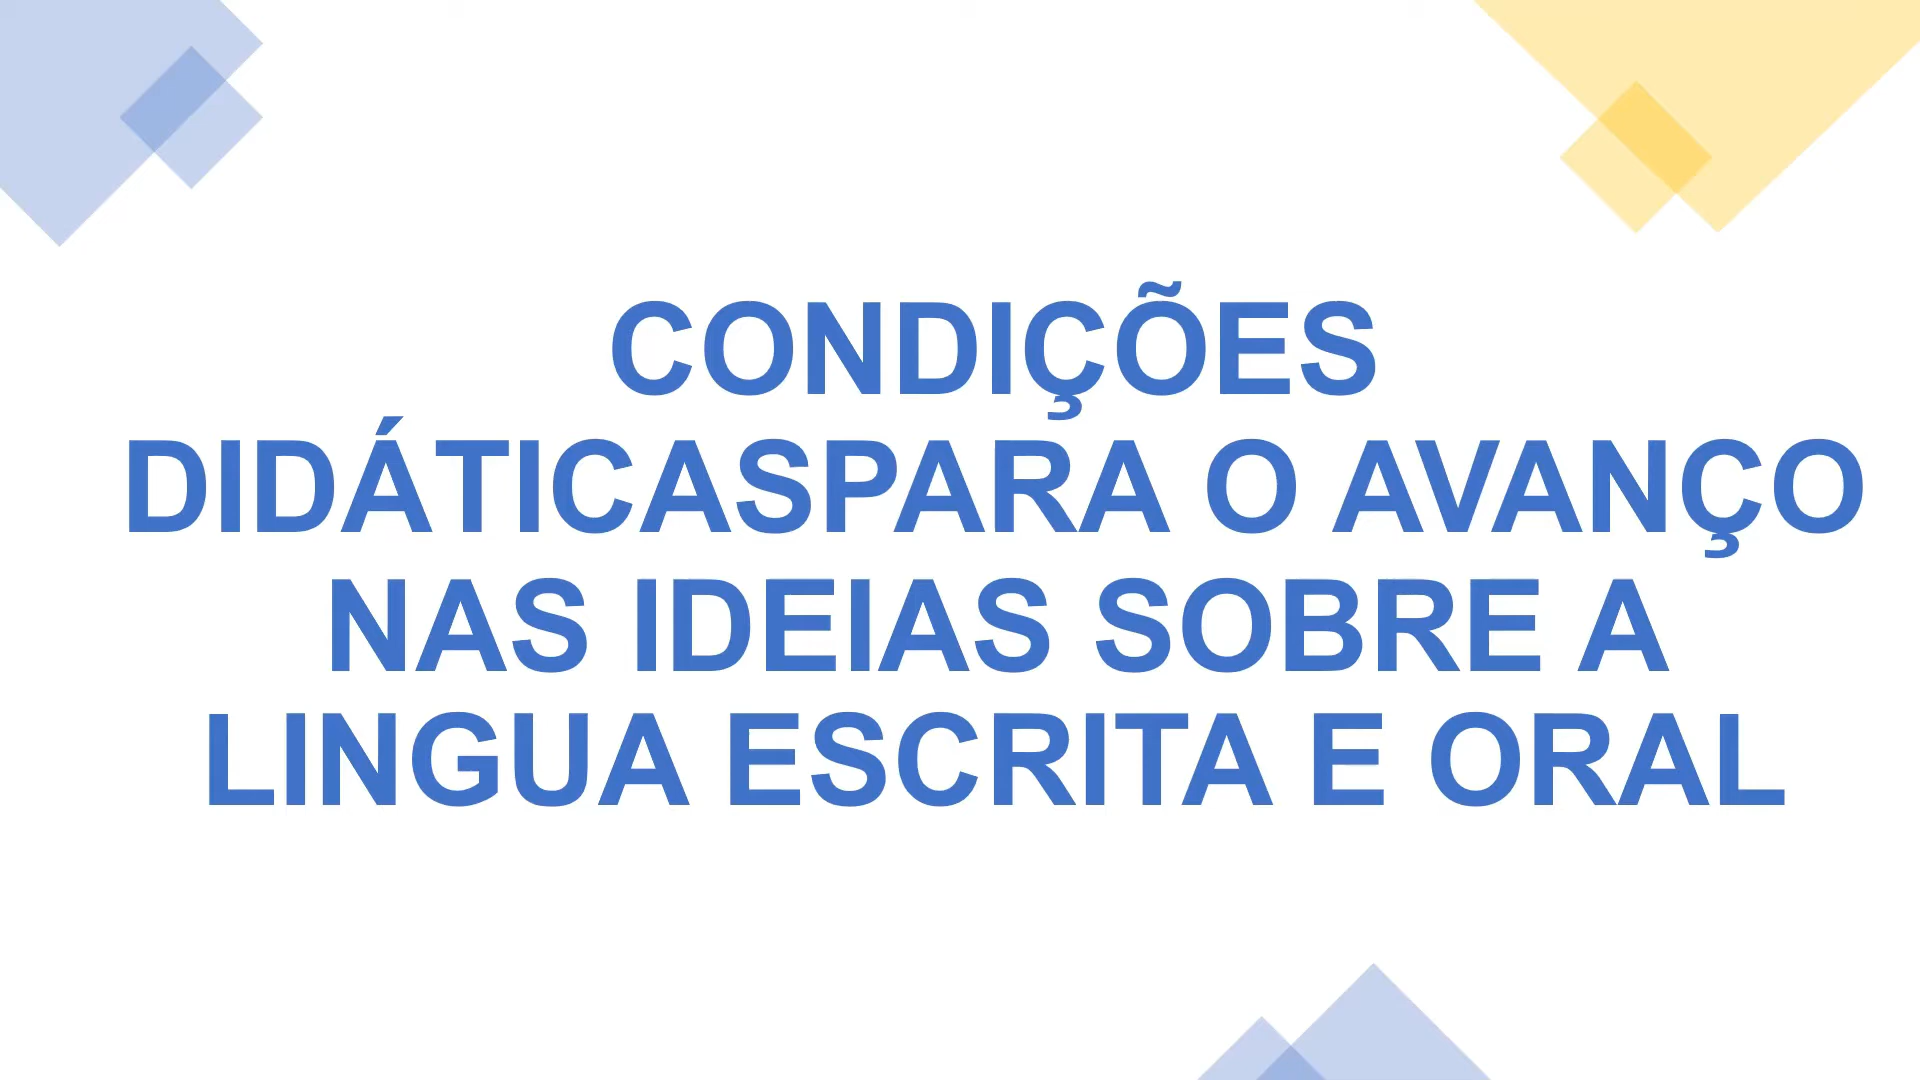 CONDIÇÕES
DIDÁTICASPARA O AVANÇO
NAS IDEIAS SOBRE A
LINGUA ESCRITA E ORAL